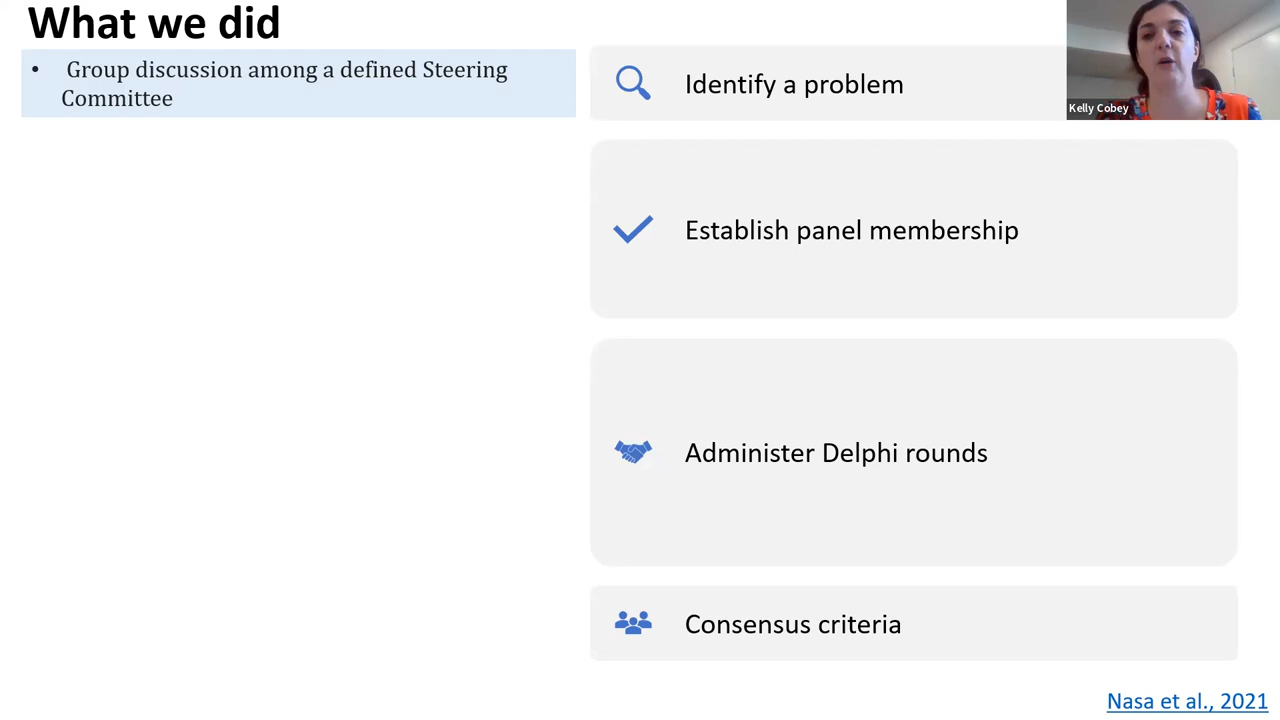 What we did
• Group discussion among a defined Steering
Committee
Identify a problem
Kelly Cobey
Establish panel membership
Administer Delphi rounds
Consensus criteria
Nasa et al., 2021